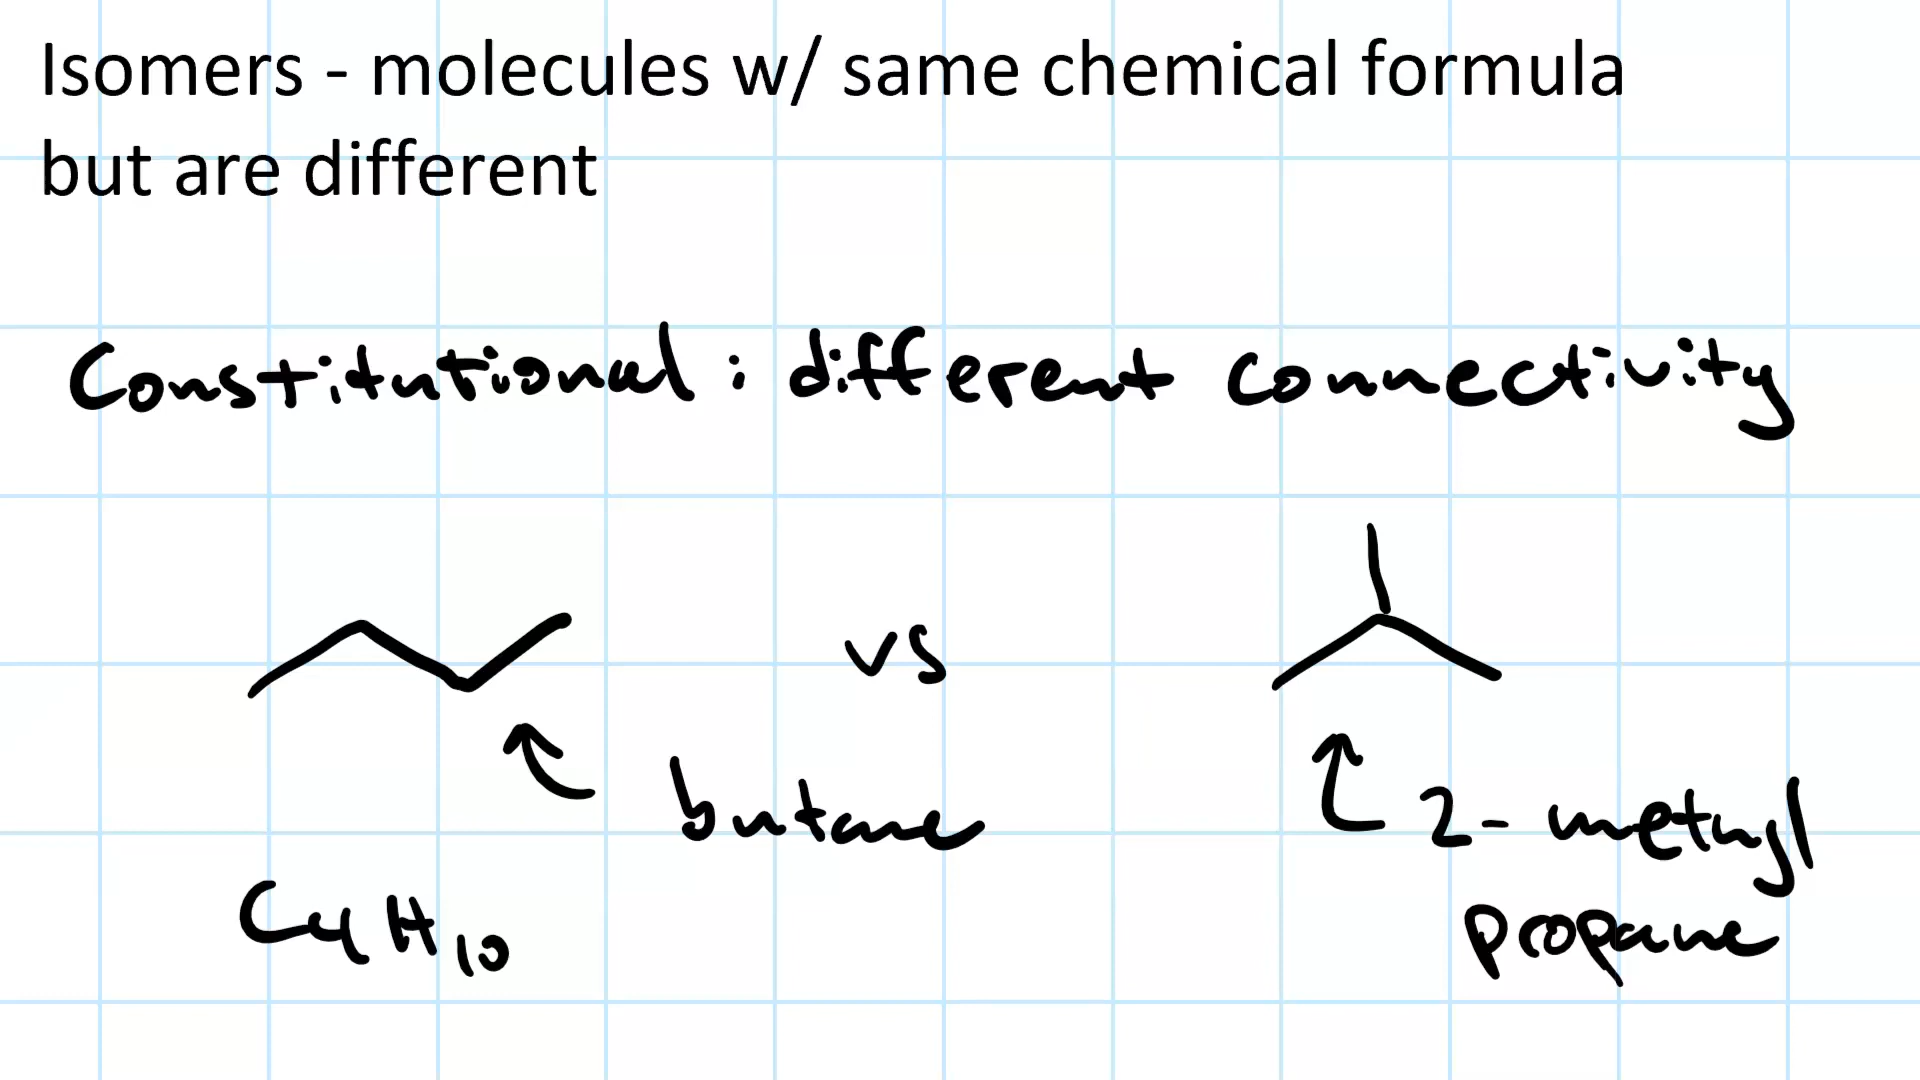 Isomers - molecules w/ same chemical formula
but are different
Constitutional: different connectivity
vs
butane
2-methyl
propane
C4H10